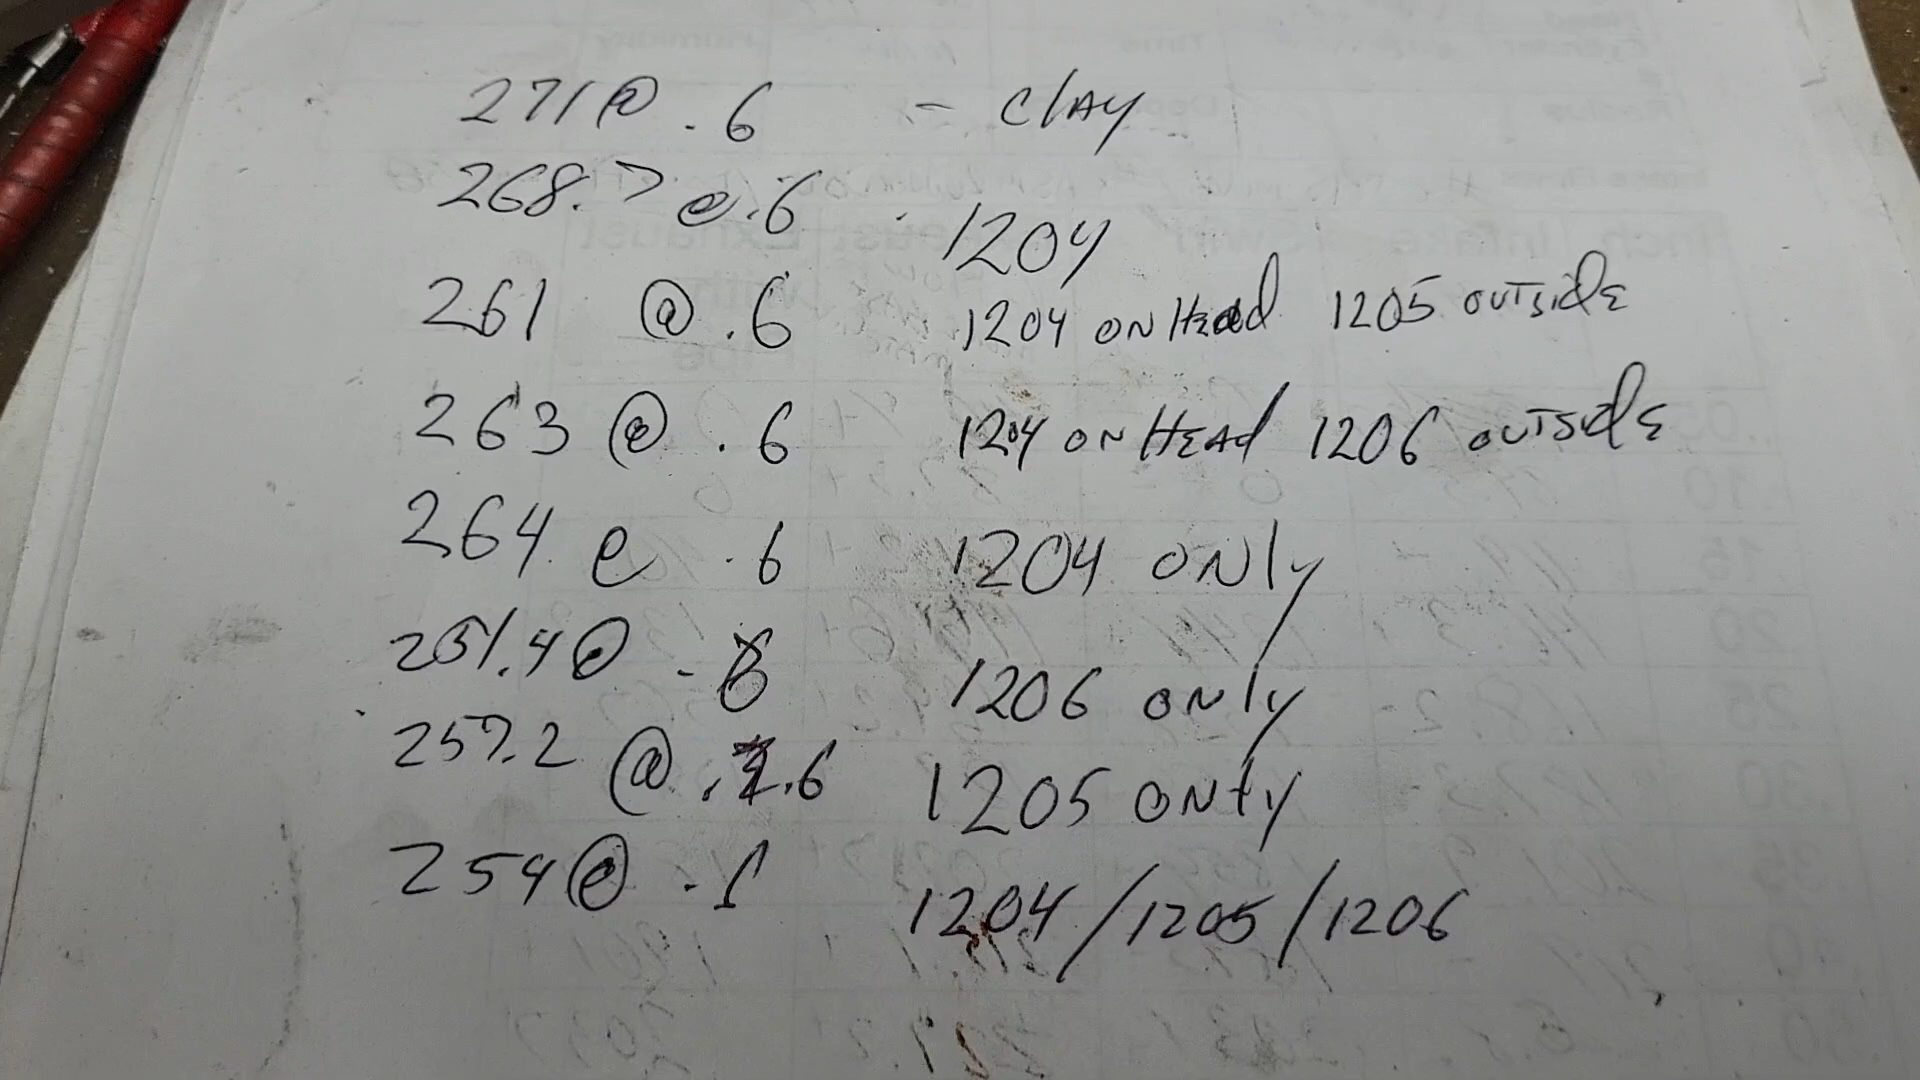 271 @ .6 = Clay
268.7 @ .6 1204
261 @ .6 1204 ON Head 1205 outside
263 @ .6 1204 ON Head 1206 outside
264 @ .6 1204 only
251.4 @ .6 1206 only
257.2 @ .6 1205 only
254 @ .6 1204/1205/1206